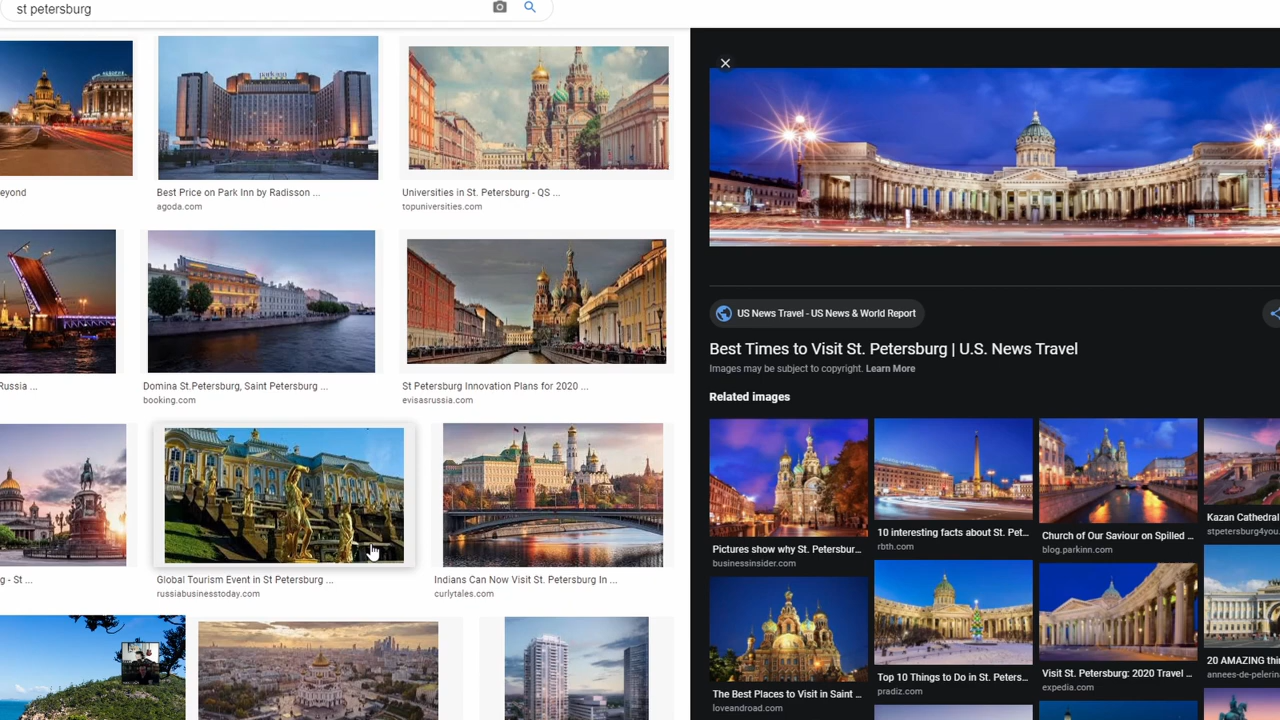 st petersburg
eyond
Best Price on Park Inn by Radisson ...
agoda.com
Universities in St. Petersburg - QS ...
topuniversities.com
Russia ...
Domina St.Petersburg, Saint Petersburg ...
booking.com
St Petersburg Innovation Plans for 2020 ...
evisasrussia.com
g - St ...
Global Tourism Event in St Petersburg ...
russiabusinesstoday.com
Indians Can Now Visit St. Petersburg In ...
curlytales.com
US News Travel - US News & World Report
Best Times to Visit St. Petersburg | U.S. News Travel
Images may be subject to copyright. Learn More
Related images
Pictures show why St. Petersbur...
businessinsider.com
10 interesting facts about St. Pet...
rbth.com
Church of Our Saviour on Spilled ...
blog.parkinn.com
Kazan Cathedral
stpetersburg4you.
The Best Places to Visit in Saint ...
loveandroad.com
Top 10 Things to Do in St. Peters...
pradiz.com
Visit St. Petersburg: 2020 Travel ...
expedia.com
20 AMAZING thi
annees-de-pelerin